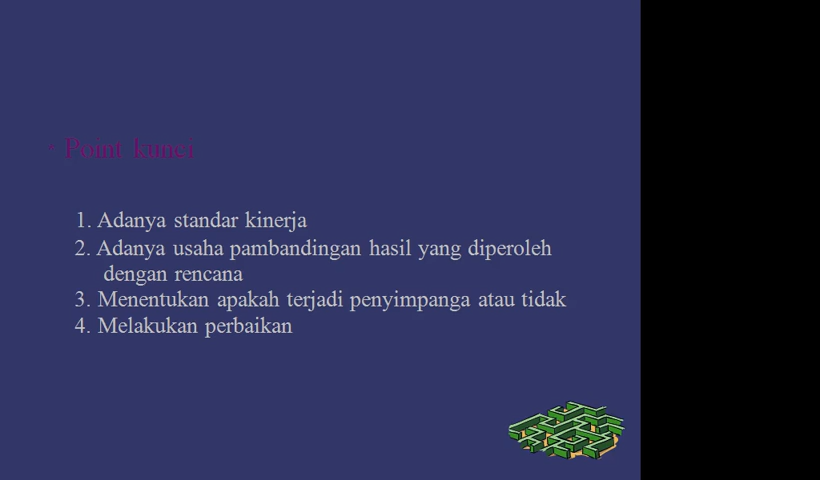 Point kunci
1. Adanya standar kinerja
2. Adanya usaha pambandingan hasil yang diperoleh
dengan rencana
3. Menentukan apakah terjadi penyimpanga atau tidak
4. Melakukan perbaikan